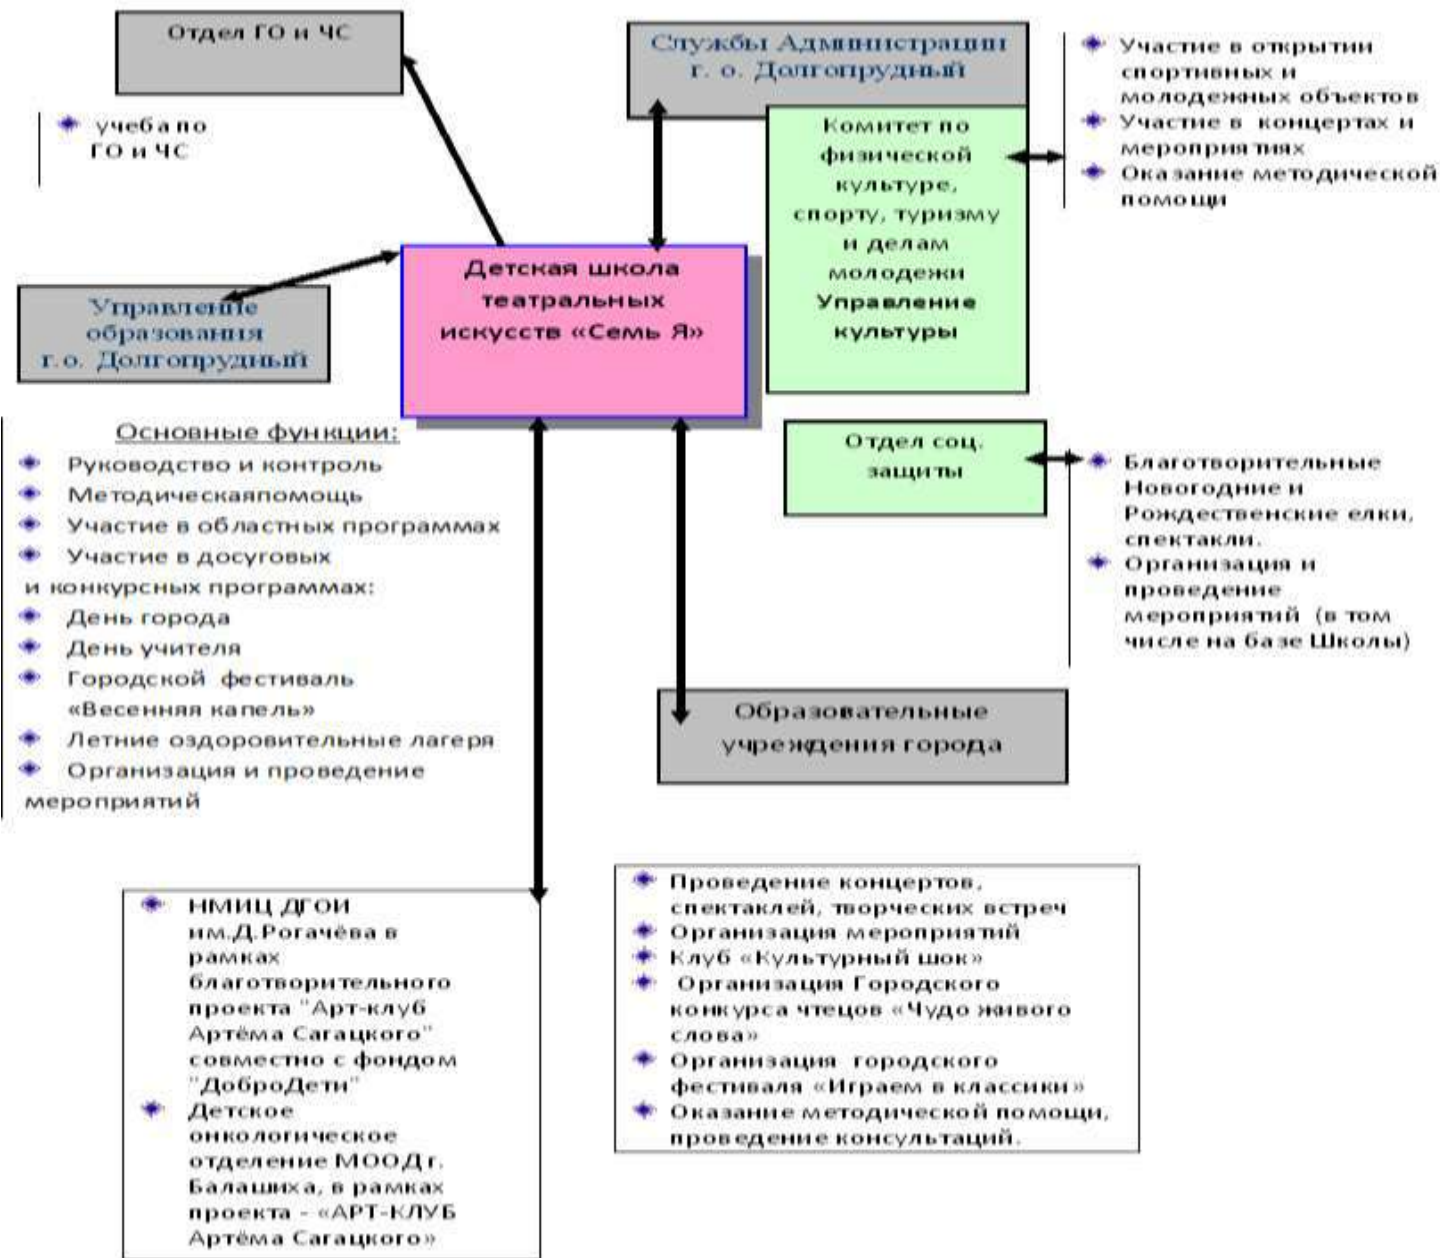 Отдел ГО и ЧС
учеба по
ГО и ЧС
Службы Администрации
г. о. Долгопрудный
Комитет по
физической
культуре,
спорту, туризму
и делам
молодежи
Управление
культуры
Участие в открытии
спортивных и
молодежных объектов
Участие в концертах и
мероприятиях
Оказание методической
помощи
Детская школа
театральных
искусств «Семь Я»
Управление
образования
г.о. Долгопрудный
Основные функции:
Руководство и контроль
Методическаяпомощь
Участие в областных программах
Участие в досуговых
и конкурсных программах:
День города
День учителя
Городской фестиваль
«Весенняя капель»
Летние оздоровительные лагеря
Организация и проведение
мероприятий
Отдел соц.
защиты
Благотворительные
Новогодние и
Рождественские елки,
спектакли.
Организация и
проведение
мероприятий (в том
числе на базе Школы)
Образовательные
учреждения города
НМИЦ ДГОИ
им.Д.Рогачёва в
рамках
благотворительного
проекта "Арт-клуб
Артёма Сагацкого"
совместно с фондом
"ДоброДети"
Детское
онкологическое
отделение МООД г.
Балашиха, в рамках
проекта - «АРТ-КЛУБ
Артёма Сагацкого»
Проведение концертов,
спектаклей, творческих встреч
Организация мероприятий
Клуб «Культурный шок»
Организация Городского
конкурса чтецов «Чудо живого
слова»
Организация городского
фестиваля «Играем в классики»
Оказание методической помощи,
проведение консультаций.